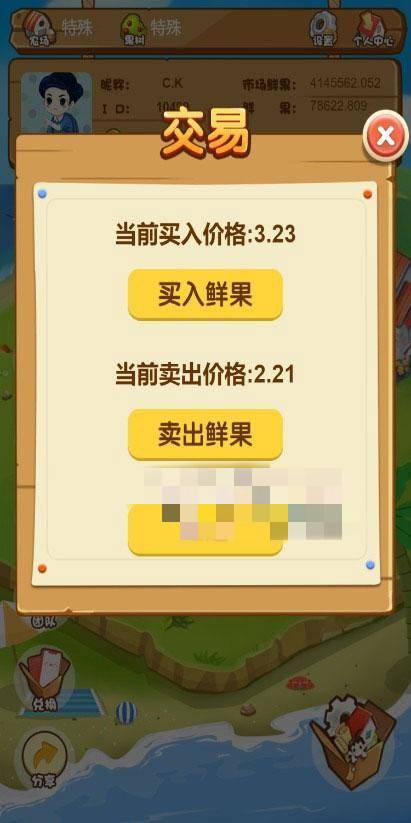 特殊 特殊
农场 果树 设置 个人中心
昵称: C.K 市场鲜果: 4145562.052
ID: 鲜 果: 78622.809
交易
当前买入价格:3.23
买入鲜果
当前卖出价格:2.21
卖出鲜果
团队
兑换
分享